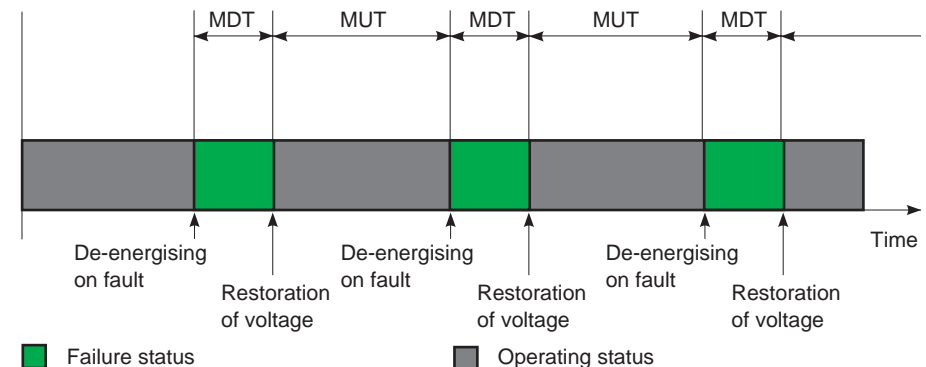 MDT MUT MDT MUT MDT
Time
De-energising
on fault
Restoration
of voltage
De-energising
on fault
Restoration
of voltage
De-energising
on fault
Restoration
of voltage
Failure status
Operating status